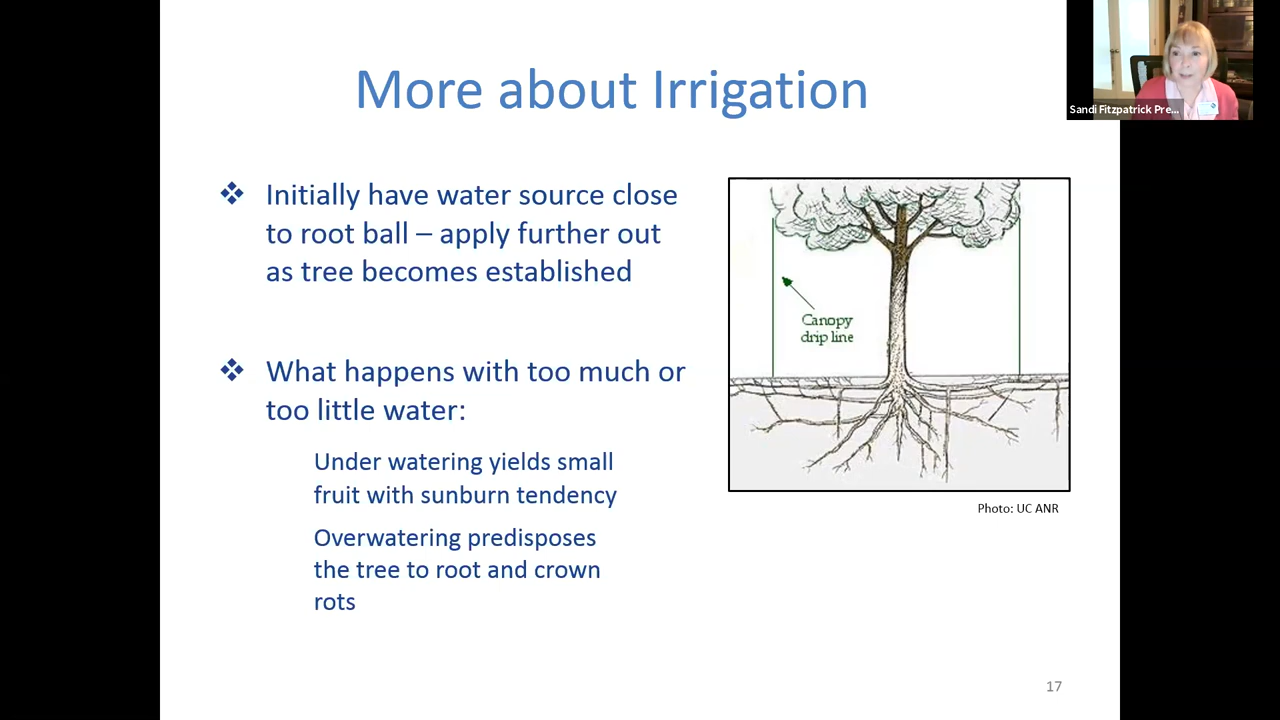 More about Irrigation
Sandi Fitzpatrick Pre...
❖ Initially have water source close
to root ball – apply further out
as tree becomes established
Canopy
drip line
❖ What happens with too much or
too little water:
Under watering yields small
fruit with sunburn tendency
Photo: UC ANR
Overwatering predisposes
the tree to root and crown
rots
17